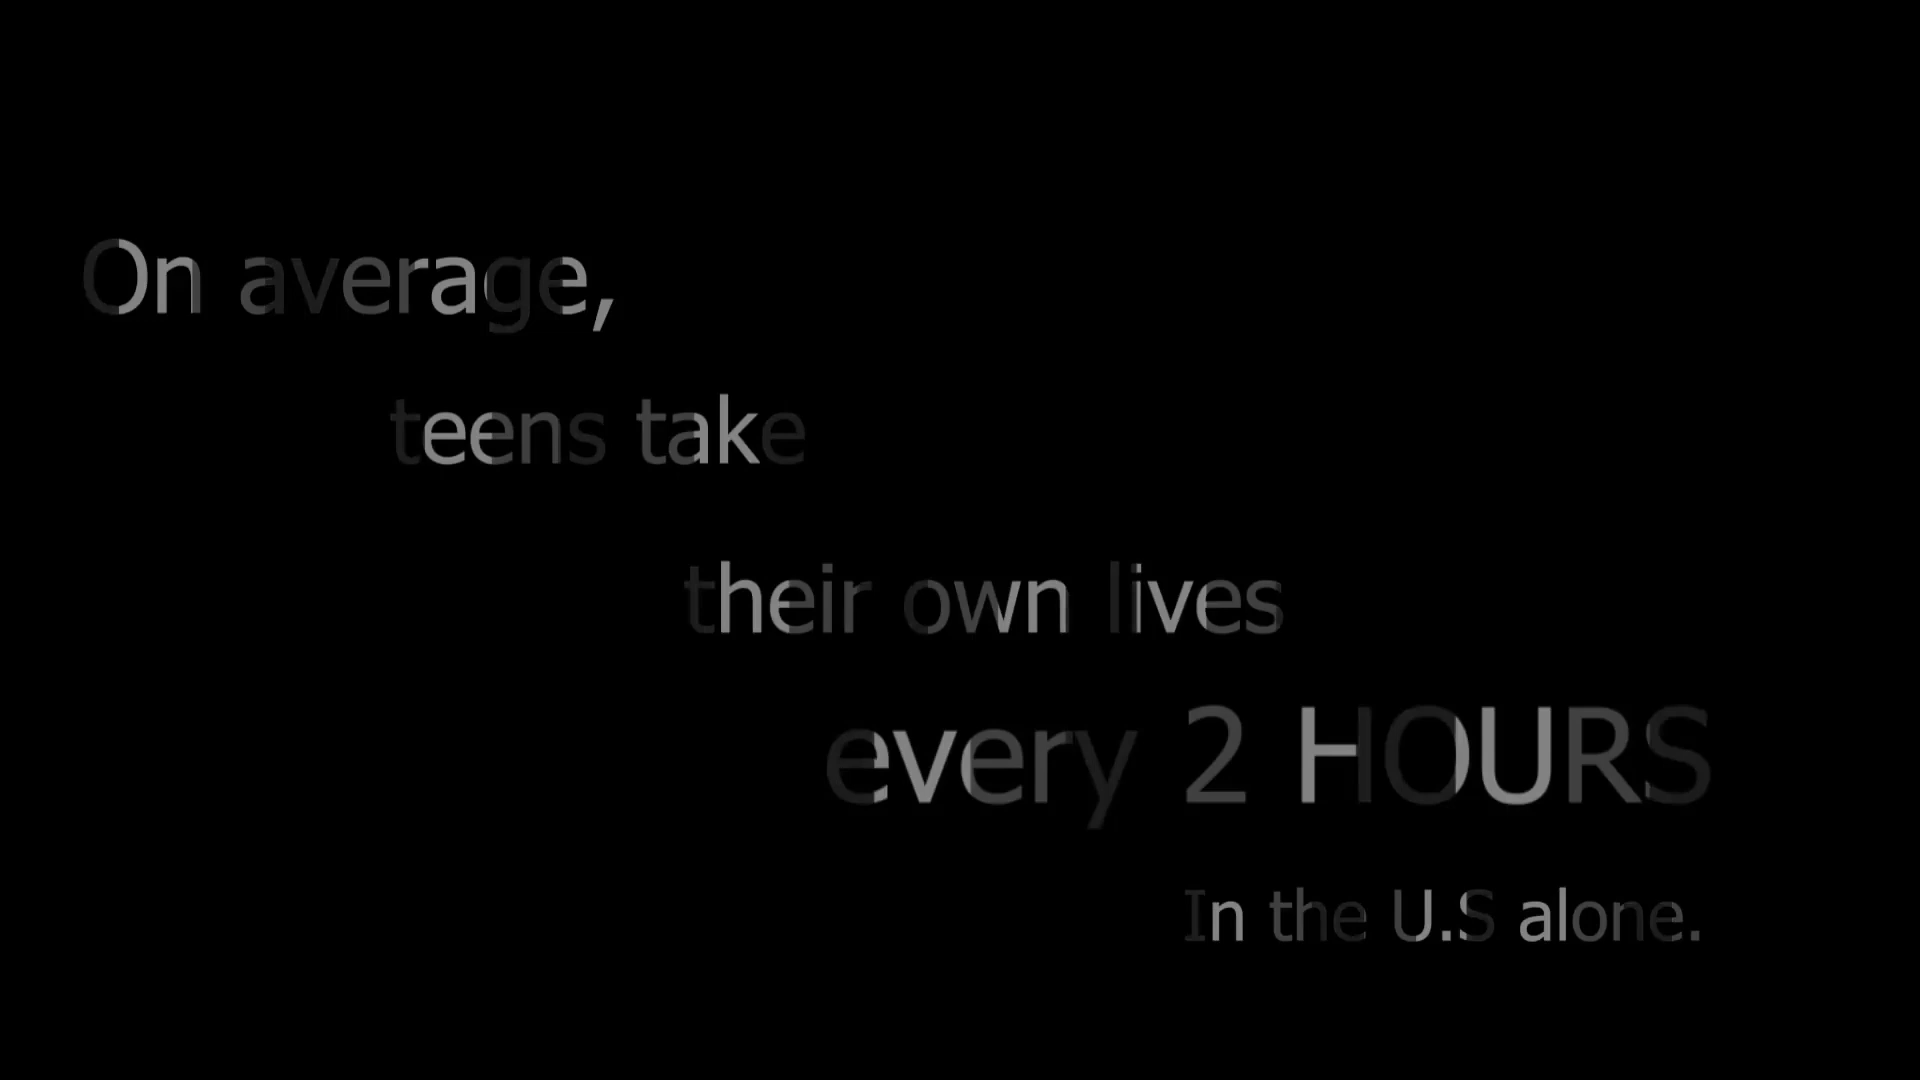 On average,
teens take
their own lives
every 2 HOURS
In the U.S alone.